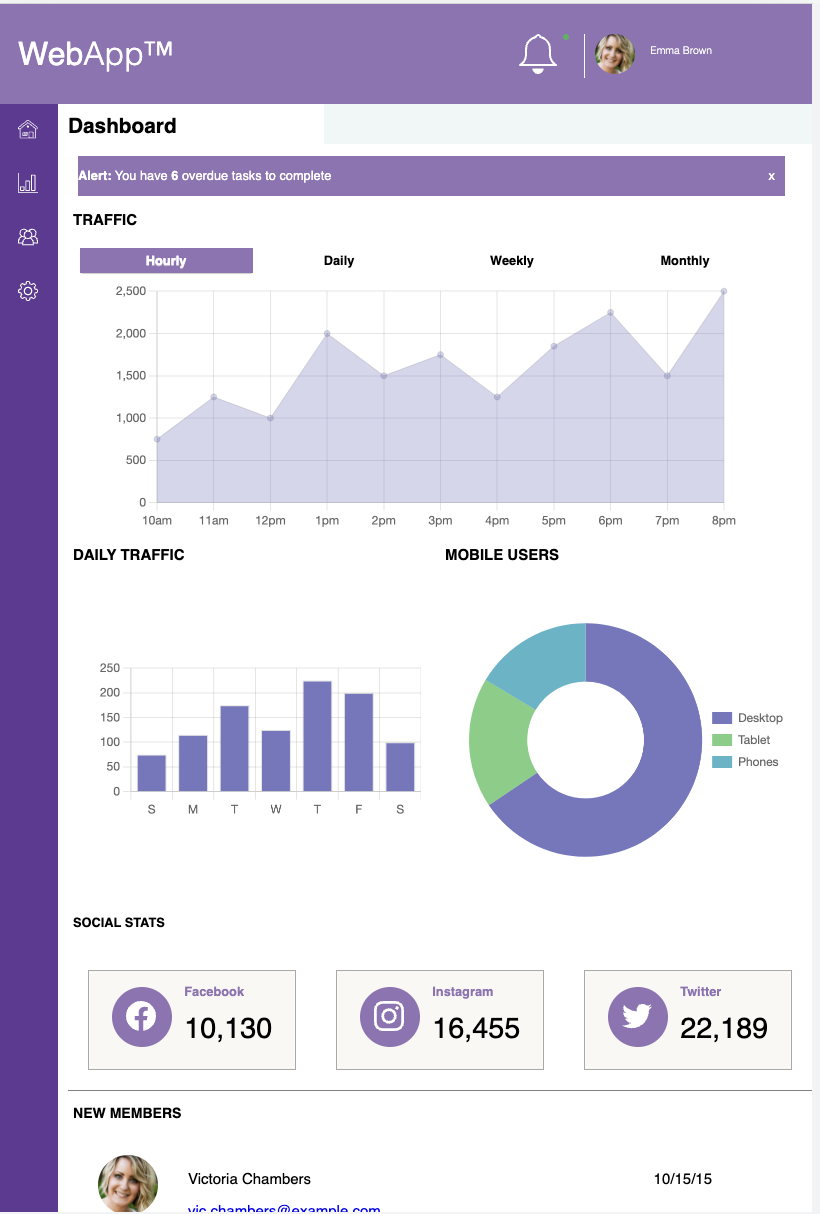 WebApp™
Emma Brown
Dashboard
Alert: You have 6 overdue tasks to complete x
TRAFFIC
Hourly Daily Weekly Monthly
2,500
2,000
1,500
1,000
500
0
10am 11am 12pm 1pm 2pm 3pm 4pm 5pm 6pm 7pm 8pm
DAILY TRAFFIC
250
200
150
100
50
0
S M T W T F S
MOBILE USERS
Desktop
Tablet
Phones
SOCIAL STATS
Facebook
10,130
Instagram
16,455
Twitter
22,189
NEW MEMBERS
Victoria Chambers 10/15/15
vic.chambers@example.com